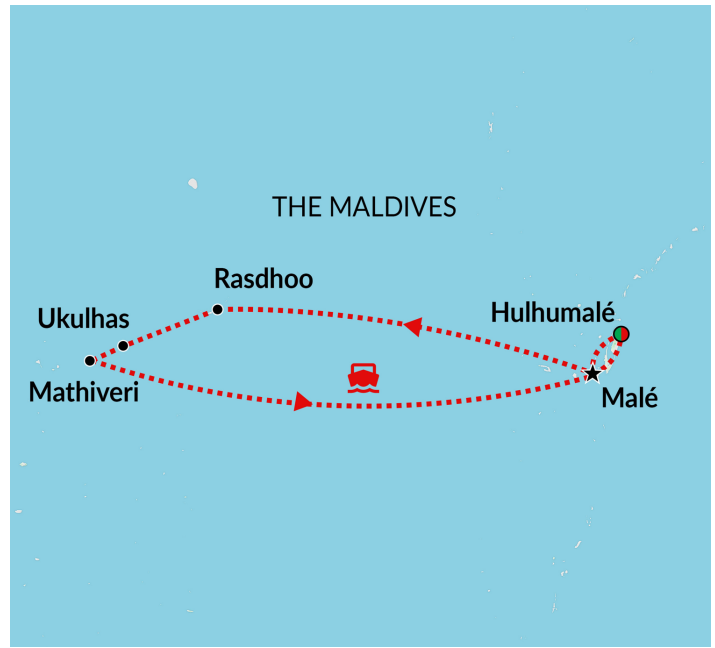 THE MALDIVES
Rasdhoo
Hulhumalé
Ukulhas
Mathiveri
Malé